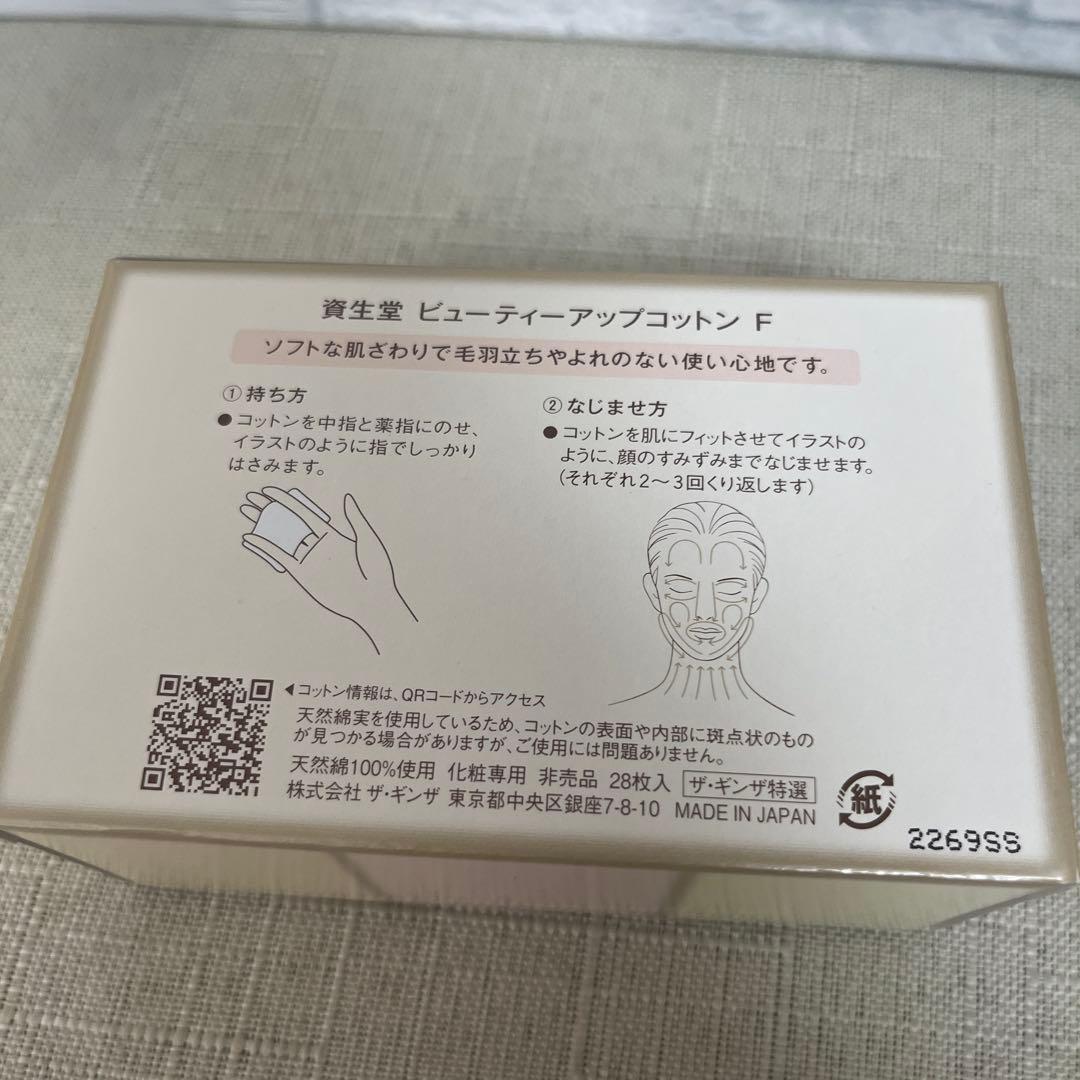 資生堂 ビューティーアップコットン F
ソフトな肌ざわりで毛羽立ちやよれのない使い心地です。
①持ち方
●コットンを中指と薬指にのせ、
イラストのように指でしっかり
はさみます。
②なじませ方
●コットンを肌にフィットさせてイラストの
ように、顔のすみずみまでなじませます。
(それぞれ2～3回くり返します)
◀コットン情報は、QRコードからアクセス
天然綿実を使用しているため、コットンの表面や内部に斑点状のもの
が見つかる場合がありますが、ご使用には問題ありません。
天然綿100%使用 化粧専用 非売品 28枚入 ザ・ギンザ特選
株式会社 ザ・ギンザ 東京都中央区銀座7-8-10 MADE IN JAPAN
紙
2269SS